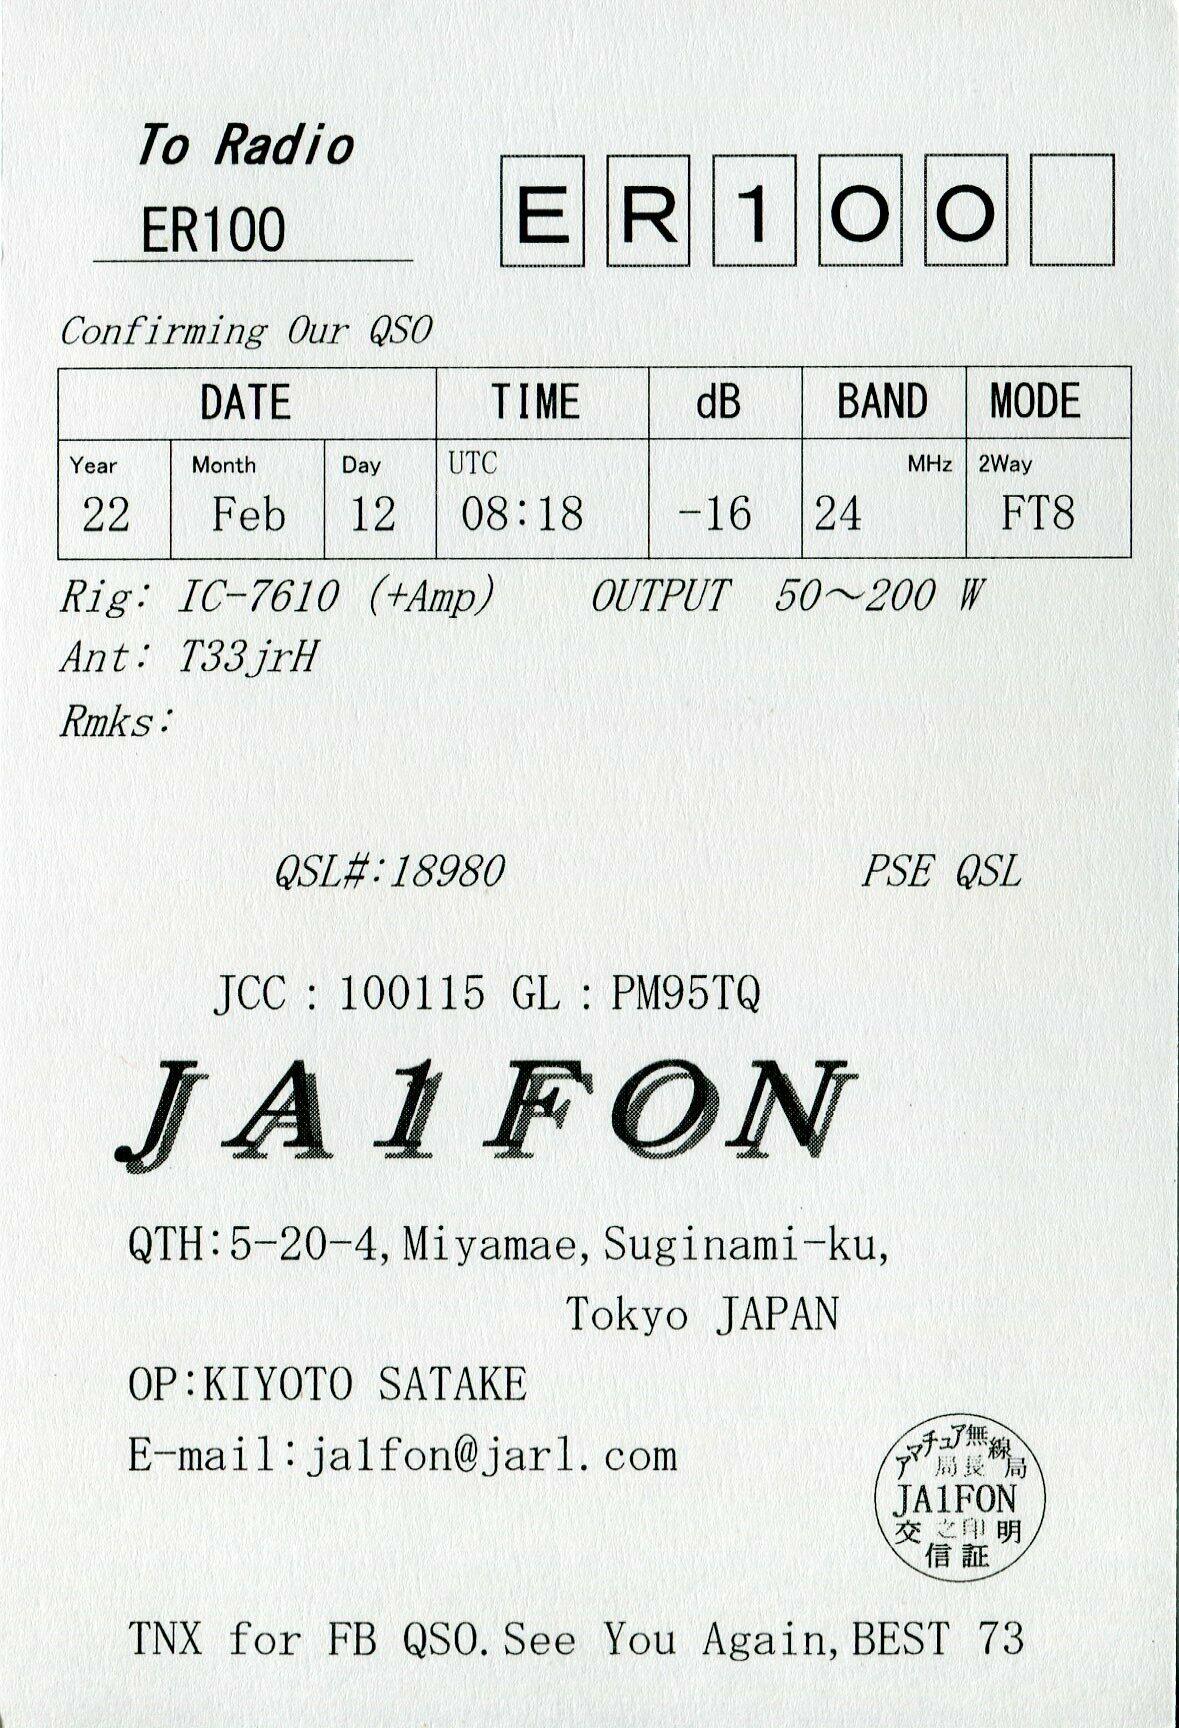 To Radio
ER100
ER100
Confirming Our QSO
DATE TIME dB BAND MODE
Year Month Day UTC MHz 2Way
22 Feb 12 08:18 -16 24 FT8
Rig: IC-7610 (+Amp) OUTPUT 50～200 W
Ant: T33jrH
Rmks:
QSL#:18980 PSE QSL
JCC : 100115 GL : PM95TQ
JA1FON
QTH:5-20-4,Miyamae,Suginami-ku,
Tokyo JAPAN
OP:KIYOTO SATAKE
E-mail:ja1fon@jarl.com
アマチュア無線局
局長
JA1FON
之印
交信証明
TNX for FB QSO.See You Again,BEST 73